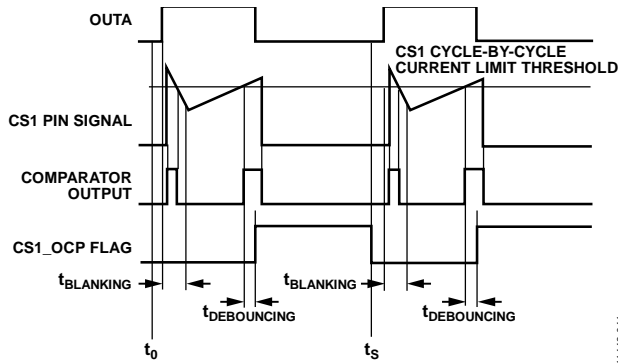 OUTA
CS1 CYCLE-BY-CYCLE
CURRENT LIMIT THRESHOLD
CS1 PIN SIGNAL
COMPARATOR
OUTPUT
CS1_OCP FLAG
tBLANKING
tBLANKING
tDEBOUNCING
tDEBOUNCING
t0
tS